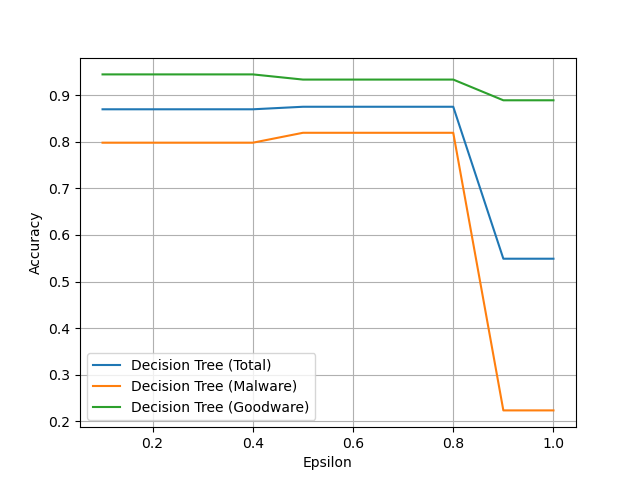 0.9
0.8
0.7
0.6
0.5
0.4
0.3
0.2
Accuracy
Decision Tree (Total)
Decision Tree (Malware)
Decision Tree (Goodware)
0.2 0.4 0.6 0.8 1.0
Epsilon